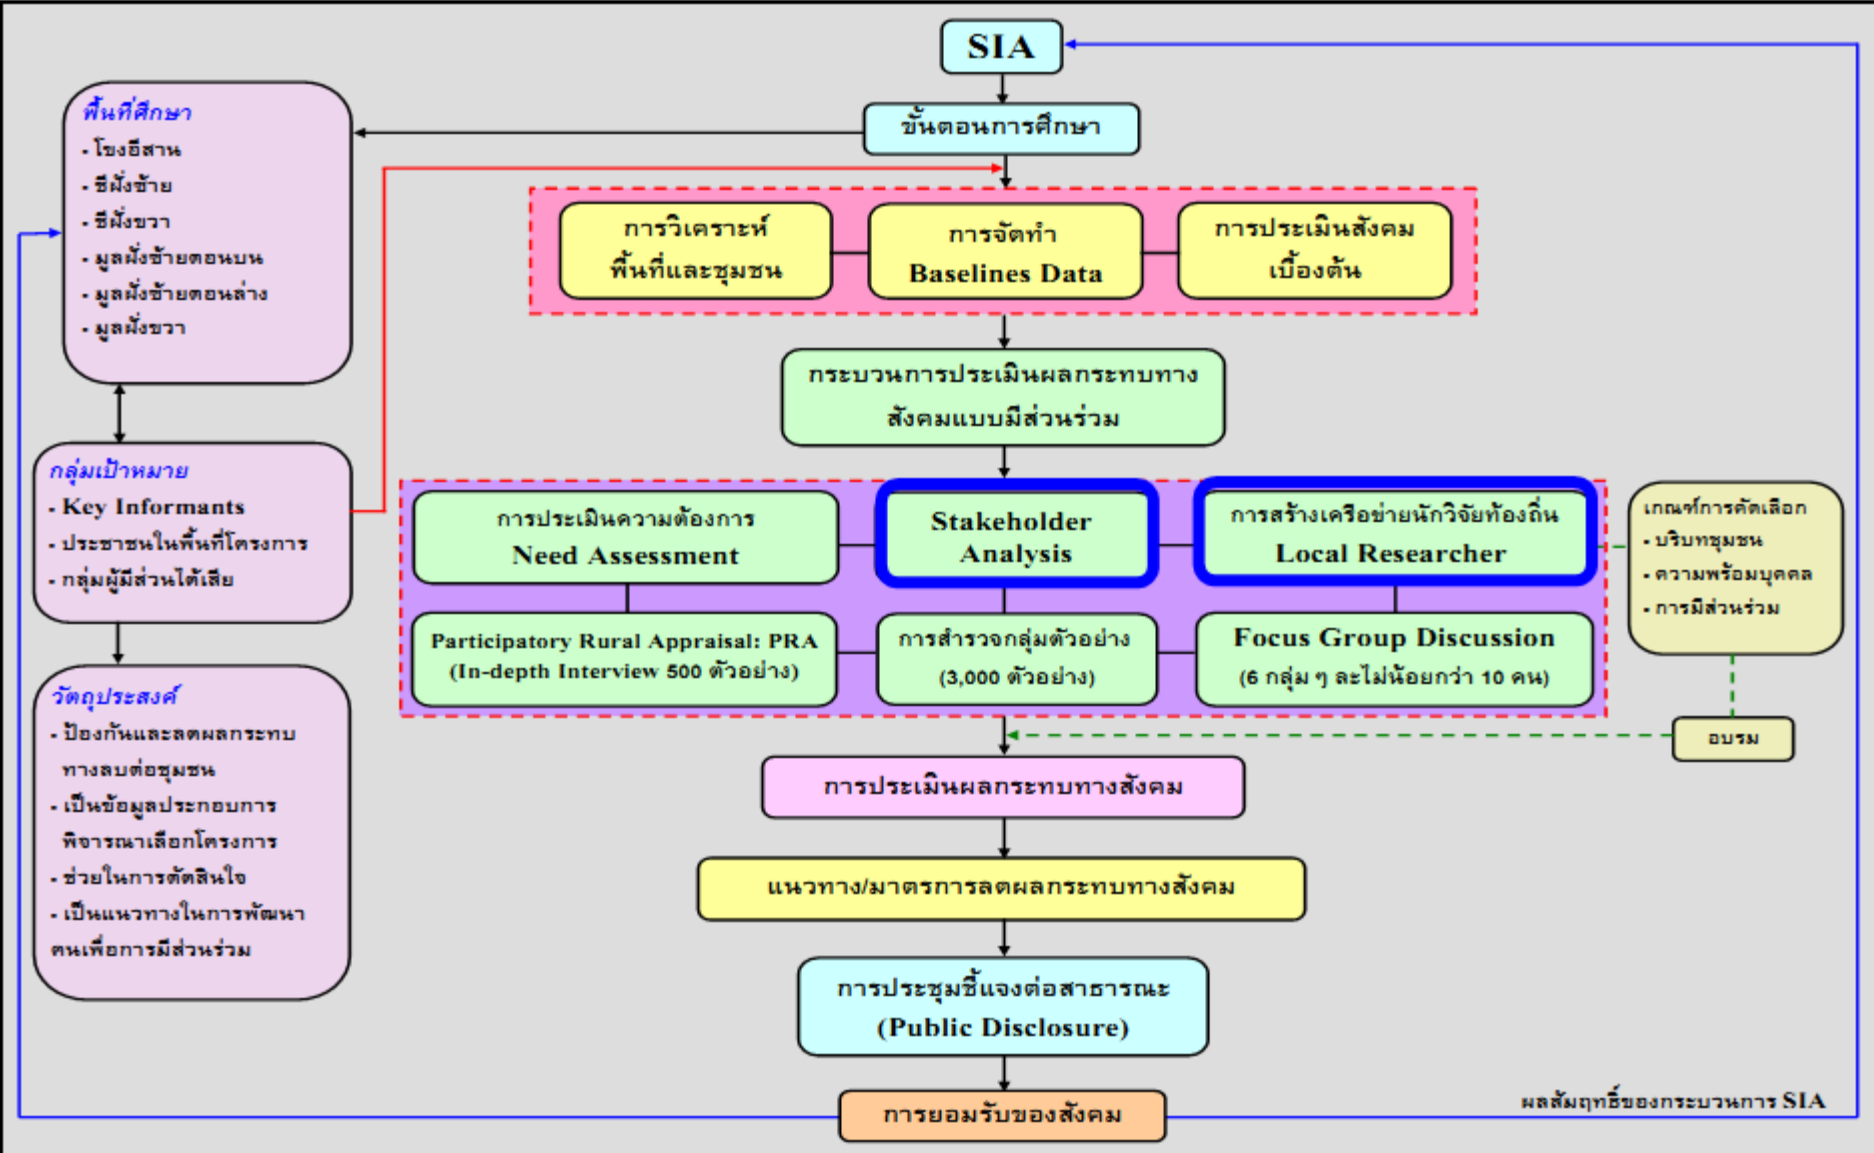 SIA
ขั้นตอนการศึกษา
พื้นที่ศึกษา
- โขงอีสาน
- ชีฝั่งซ้าย
- ชีฝั่งขวา
- มูลฝั่งซ้ายตอนบน
- มูลฝั่งซ้ายตอนล่าง
- มูลฝั่งขวา
การวิเคราะห์
พื้นที่และชุมชน
การจัดทำ
Baselines Data
การประเมินสังคม
เบื้องต้น
กระบวนการประเมินผลกระทบทาง
สังคมแบบมีส่วนร่วม
กลุ่มเป้าหมาย
- Key Informants
- ประชาชนในพื้นที่โครงการ
- กลุ่มผู้มีส่วนได้เสีย
การประเมินความต้องการ
Need Assessment
Stakeholder
Analysis
การสร้างเครือข่ายนักวิจัยท้องถิ่น
Local Researcher
เกณฑ์การคัดเลือก
- บริบทชุมชน
- ความพร้อมบุคคล
- การมีส่วนร่วม
Participatory Rural Appraisal: PRA
(In-depth Interview 500 ตัวอย่าง)
การสำรวจกลุ่มตัวอย่าง
(3,000 ตัวอย่าง)
Focus Group Discussion
(6 กลุ่ม ๆ ละไม่น้อยกว่า 10 คน)
อบรม
วัตถุประสงค์
- ป้องกันและลดผลกระทบ
ทางลบต่อชุมชน
- เป็นข้อมูลประกอบการ
พิจารณาเลือกโครงการ
- ช่วยในการตัดสินใจ
- เป็นแนวทางในการพัฒนา
คนเพื่อการมีส่วนร่วม
การประเมินผลกระทบทางสังคม
แนวทาง/มาตรการลดผลกระทบทางสังคม
การประชุมชี้แจงต่อสาธารณะ
(Public Disclosure)
การยอมรับของสังคม
ผลสัมฤทธิ์ของกระบวนการ SIA